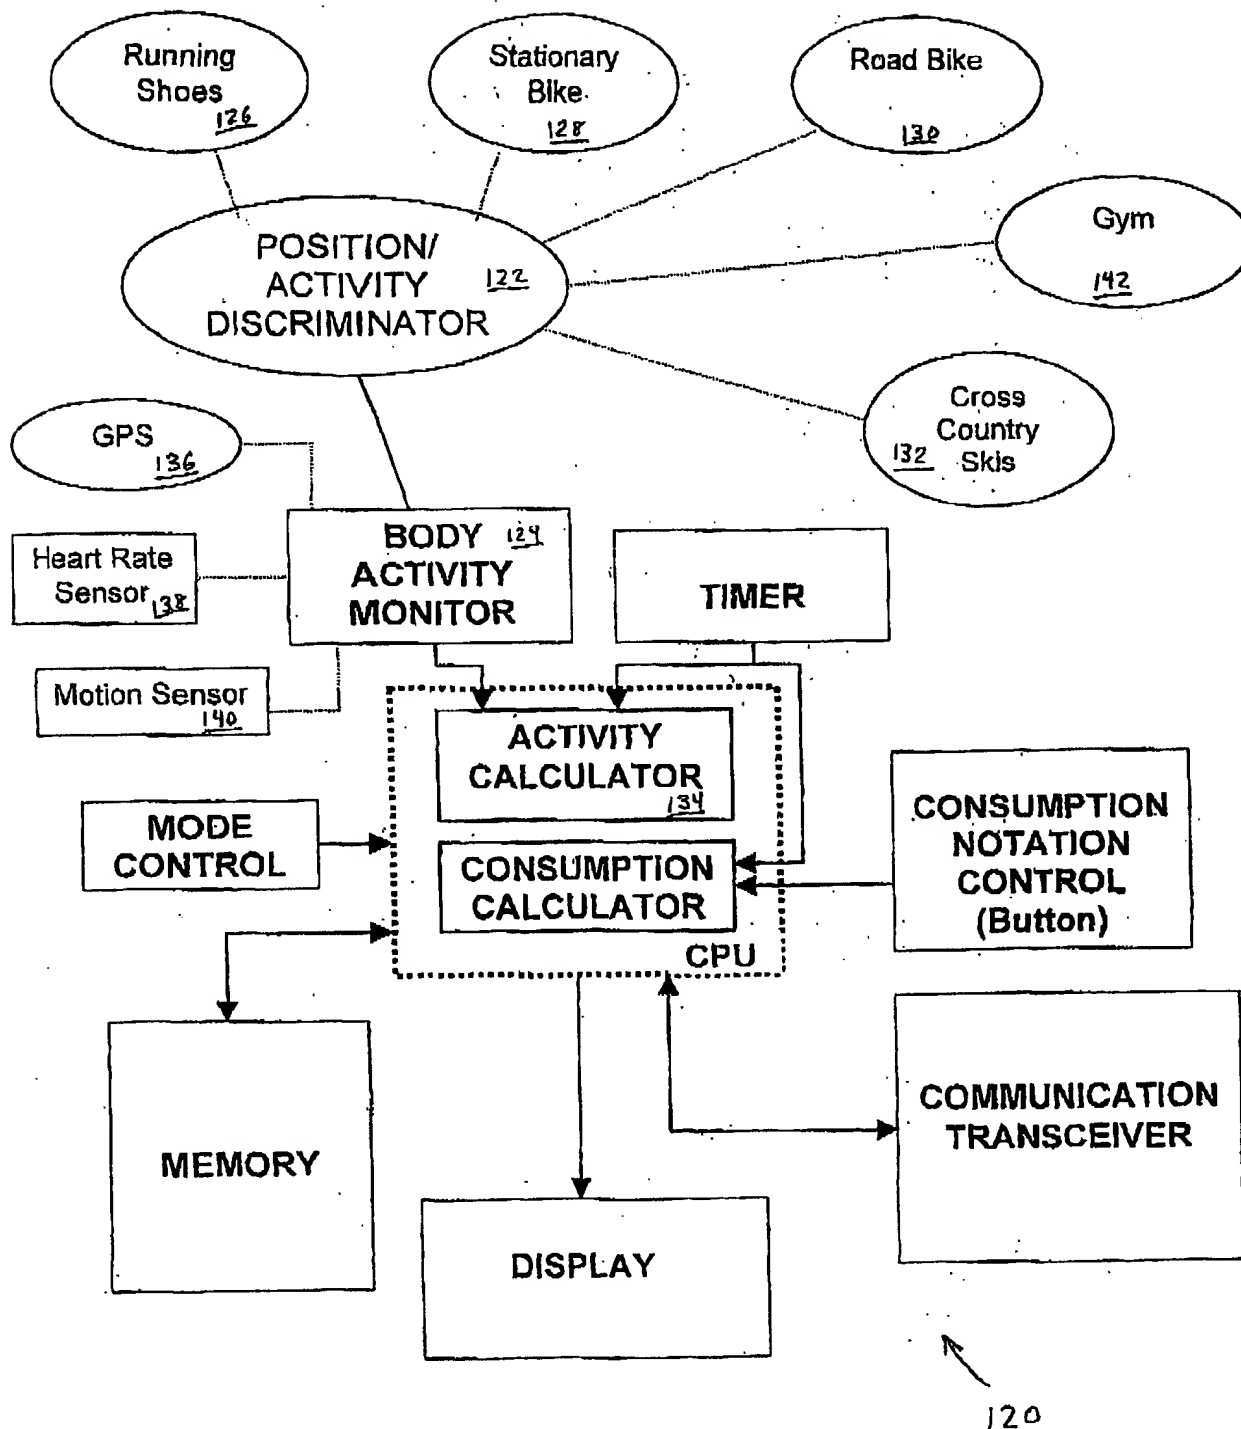 Running
Shoes
126
Stationary
Bike
128
Road Bike
130
Gym
142
POSITION/
ACTIVITY
DISCRIMINATOR
122
Cross
Country
Skis
132
GPS
136
BODY
ACTIVITY
MONITOR
124
Heart Rate
Sensor
138
TIMER
Motion Sensor
140
ACTIVITY
CALCULATOR
134
MODE
CONTROL
CONSUMPTION
CALCULATOR
CPU
CONSUMPTION
NOTATION
CONTROL
(Button)
MEMORY
COMMUNICATION
TRANSCEIVER
DISPLAY
120